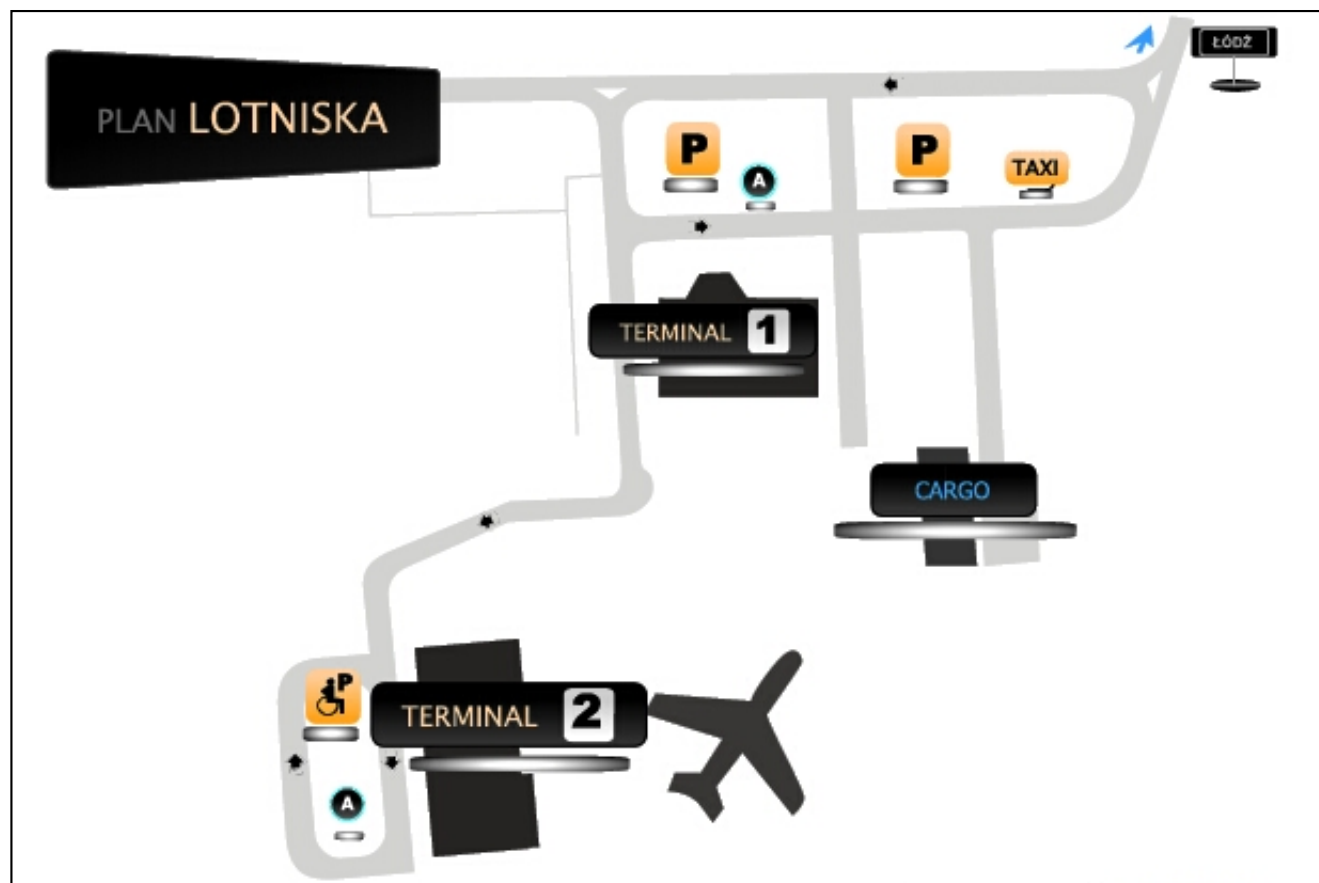 ŁÓDŹ
PLAN LOTNISKA
P
P
A
TAXI
TERMINAL 1
CARGO
P
TERMINAL 2
A